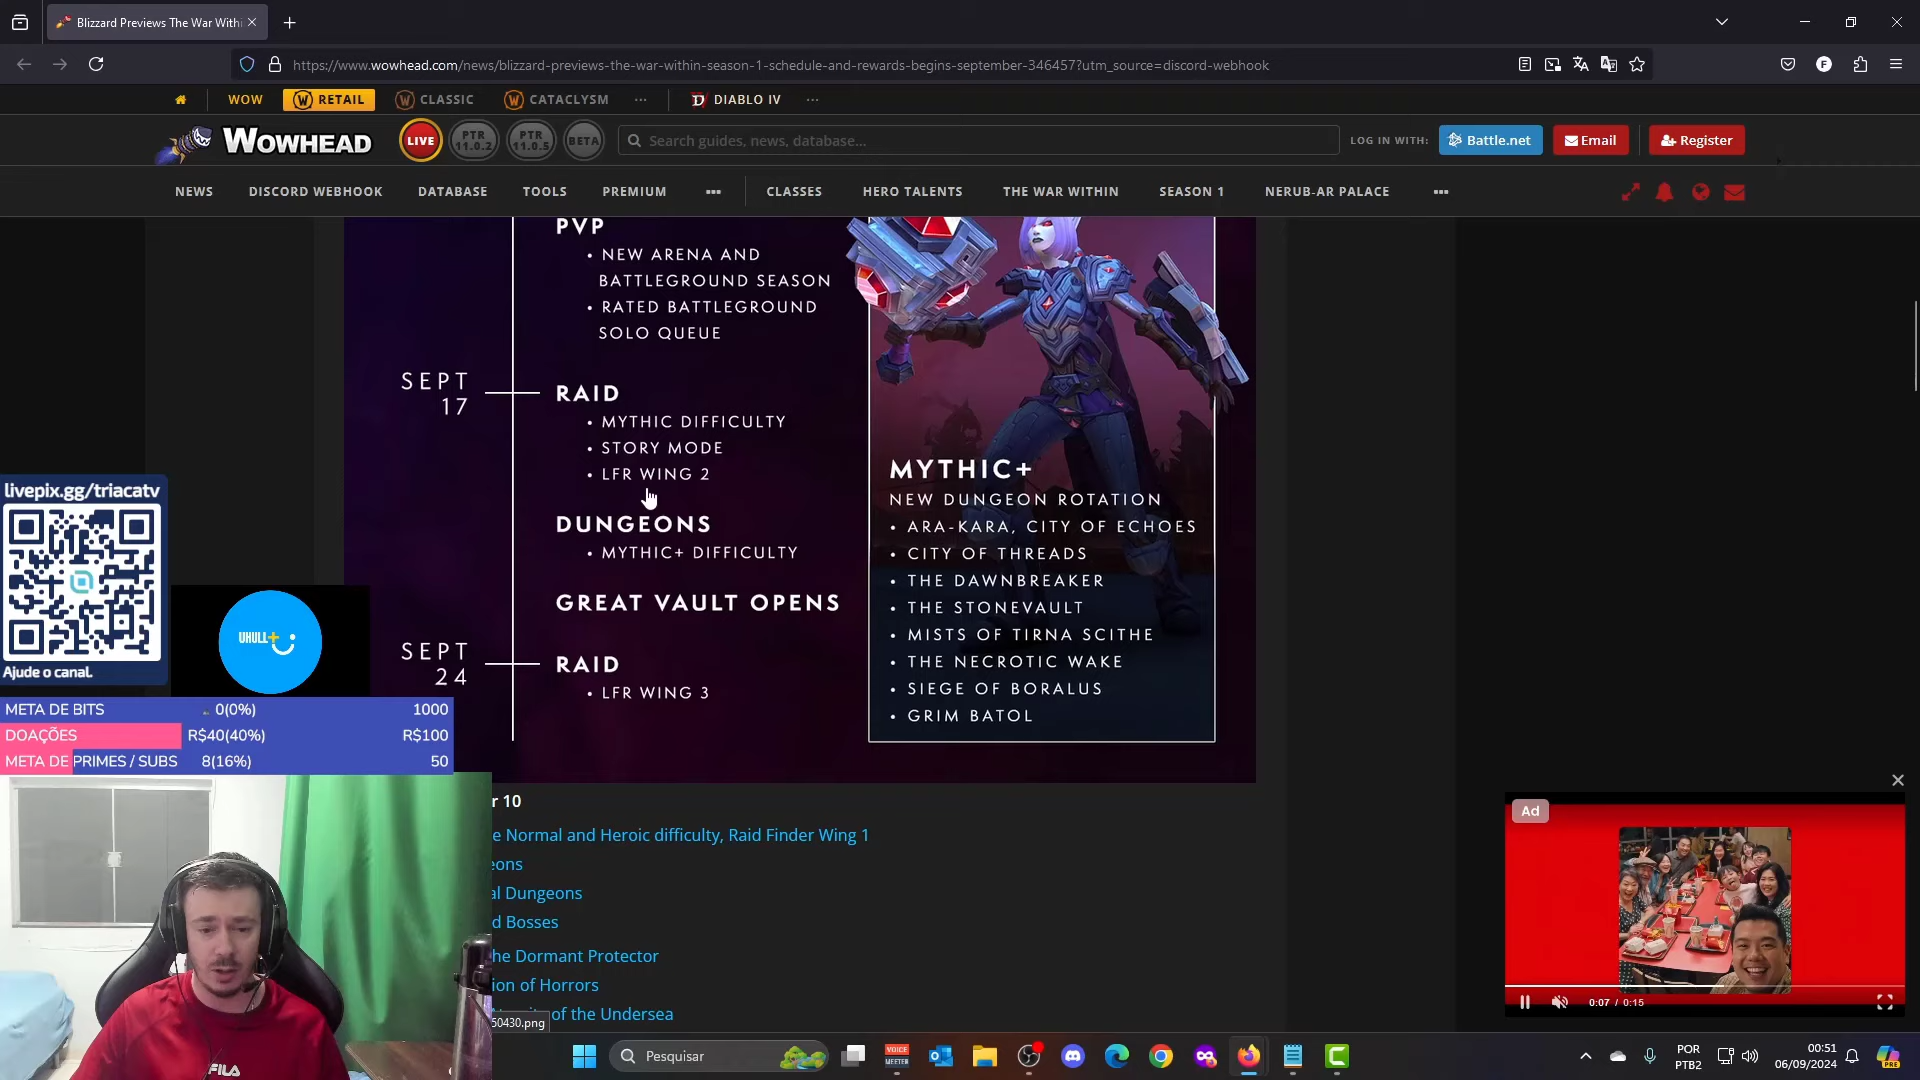 Blizzard Previews The War With
https://www.wowhead.com/news/blizzard-previews-the-war-within-season-1-schedule-and-rewards-begins-september-346457?utm_source=discord-webhook
WOW
RETAIL
CLASSIC
CATACLYSM
...
DIABLO IV
...
WOWHEAD
LIVE
PTR
11.0.2
PTR
11.0.5
BETA
Search guides, news, database...
LOG IN WITH:
Battle.net
Email
Register
NEWS
DISCORD WEBHOOK
DATABASE
TOOLS
PREMIUM
CLASSES
HERO TALENTS
THE WAR WITHIN
SEASON 1
NERUB-AR PALACE
PVP
• NEW ARENA AND
BATTLEGROUND SEASON
• RATED BATTLEGROUND
SOLO QUEUE
SEPT
17
RAID
• MYTHIC DIFFICULTY
• STORY MODE
• LFR WING 2
DUNGEONS
• MYTHIC+ DIFFICULTY
GREAT VAULT OPENS
SEPT
24
RAID
• LFR WING 3
MYTHIC+
NEW DUNGEON ROTATION
• ARA-KARA, CITY OF ECHOES
• CITY OF THREADS
• THE DAWNBREAKER
• THE STONEVAULT
• MISTS OF TIRNA SCITHE
• THE NECROTIC WAKE
• SIEGE OF BORALUS
• GRIM BATOL
livepix.gg/triacatv
Ajude o canal.
UHULL+
META DE BITS 0(0%) 1000
DOAÇÕES R$40(40%) R$100
META DE PRIMES / SUBS 8(16%) 50
r 10
e Normal and Heroic difficulty, Raid Finder Wing 1
eons
al Dungeons
d Bosses
he Dormant Protector
ion of Horrors
of the Undersea
50430.png
FILA
Ad
0:07 / 0:15
Pesquisar
VOICE
MEETER
POR
PTB2
00:51
06/09/2024
PRE